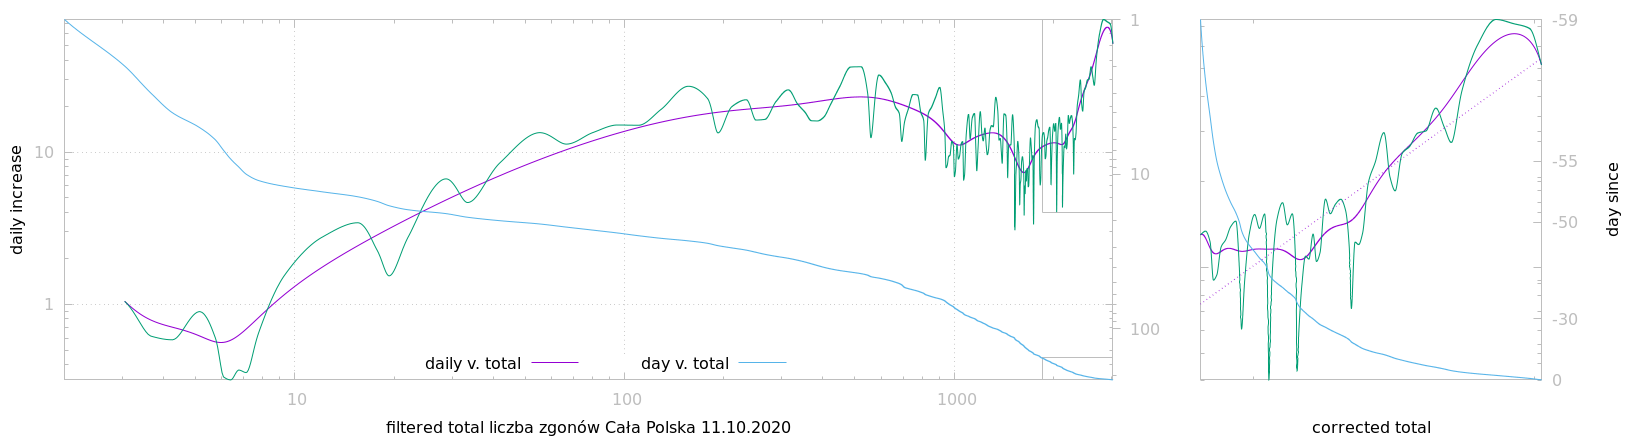 daily increase
10
1
10
100
1000
1
10
100
daily v. total
day v. total
filtered total liczba zgonów Cała Polska 11.10.2020
-59
-55
-50
-30
0
day since
corrected total